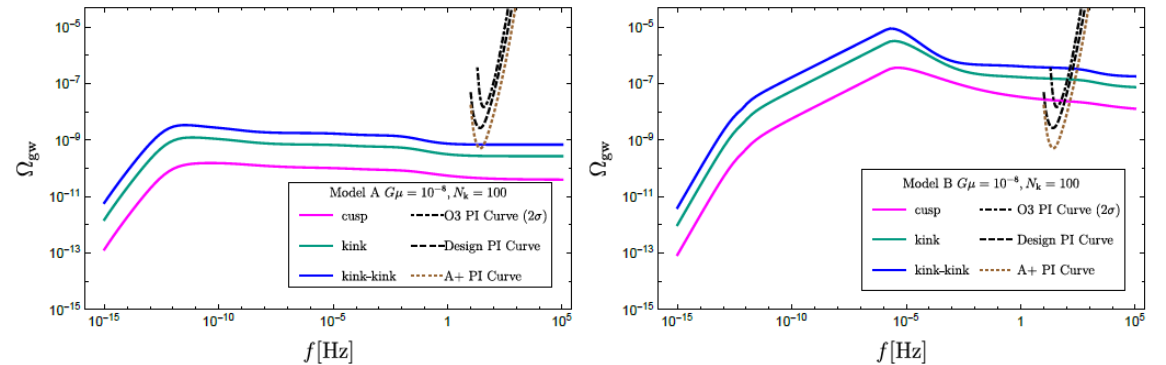 10⁻⁵
10⁻⁷
10⁻⁹
10⁻¹¹
10⁻¹³
10⁻¹⁵
Ω_gw
10⁻¹⁵
10⁻¹⁰
10⁻⁵
1
10⁵
f[Hz]
Model A Gμ = 10⁻⁸, N_k = 100
cusp
O3 PI Curve (2σ)
kink
Design PI Curve
kink-kink
A+ PI Curve
10⁻⁵
10⁻⁷
10⁻⁹
10⁻¹¹
10⁻¹³
10⁻¹⁵
Ω_gw
10⁻¹⁵
10⁻¹⁰
10⁻⁵
1
10⁵
f[Hz]
Model B Gμ = 10⁻⁸, N_k = 100
cusp
O3 PI Curve (2σ)
kink
Design PI Curve
kink-kink
A+ PI Curve